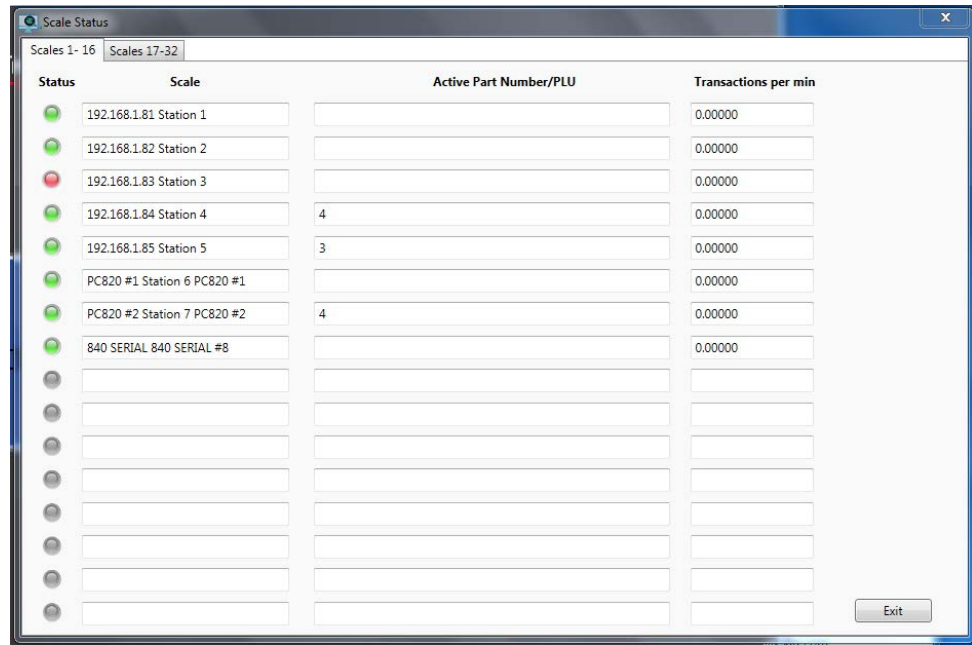 Scale Status
x
Scales 1- 16 Scales 17-32
Status Scale Active Part Number/PLU Transactions per min
192.168.1.81 Station 1 0.00000
192.168.1.82 Station 2 0.00000
192.168.1.83 Station 3 0.00000
192.168.1.84 Station 4 4 0.00000
192.168.1.85 Station 5 3 0.00000
PC820 #1 Station 6 PC820 #1 0.00000
PC820 #2 Station 7 PC820 #2 4 0.00000
840 SERIAL 840 SERIAL #8 0.00000
Exit